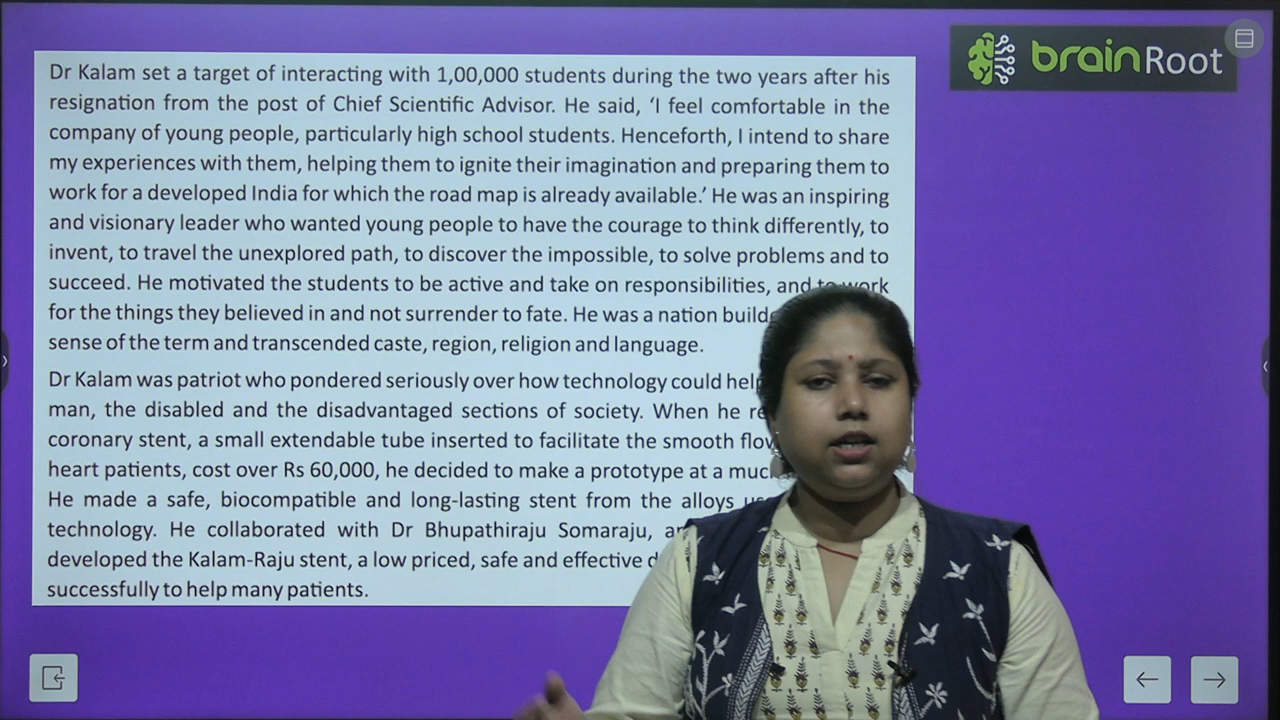 brainRoot
Dr Kalam set a target of interacting with 1,00,000 students during the two years after his
resignation from the post of Chief Scientific Advisor. He said, ‘I feel comfortable in the
company of young people, particularly high school students. Henceforth, I intend to share
my experiences with them, helping them to ignite their imagination and preparing them to
work for a developed India for which the road map is already available.’ He was an inspiring
and visionary leader who wanted young people to have the courage to think differently, to
invent, to travel the unexplored path, to discover the impossible, to solve problems and to
succeed. He motivated the students to be active and take on responsibilities, and to work
for the things they believed in and not surrender to fate. He was a nation
sense of the term and transcended caste, region, religion and language.
Dr Kalam was patriot who pondered seriously over how technology could help
man, the disabled and the disadvantaged sections of society. When he
coronary stent, a small extendable tube inserted to facilitate the smooth
heart patients, cost over Rs 60,000, he decided to make a prototype at a
He made a safe, biocompatible and long-lasting stent from the alloys
technology. He collaborated with Dr Bhupathiraju Somaraju,
developed the Kalam-Raju stent, a low priced, safe and effective
successfully to help many patients.